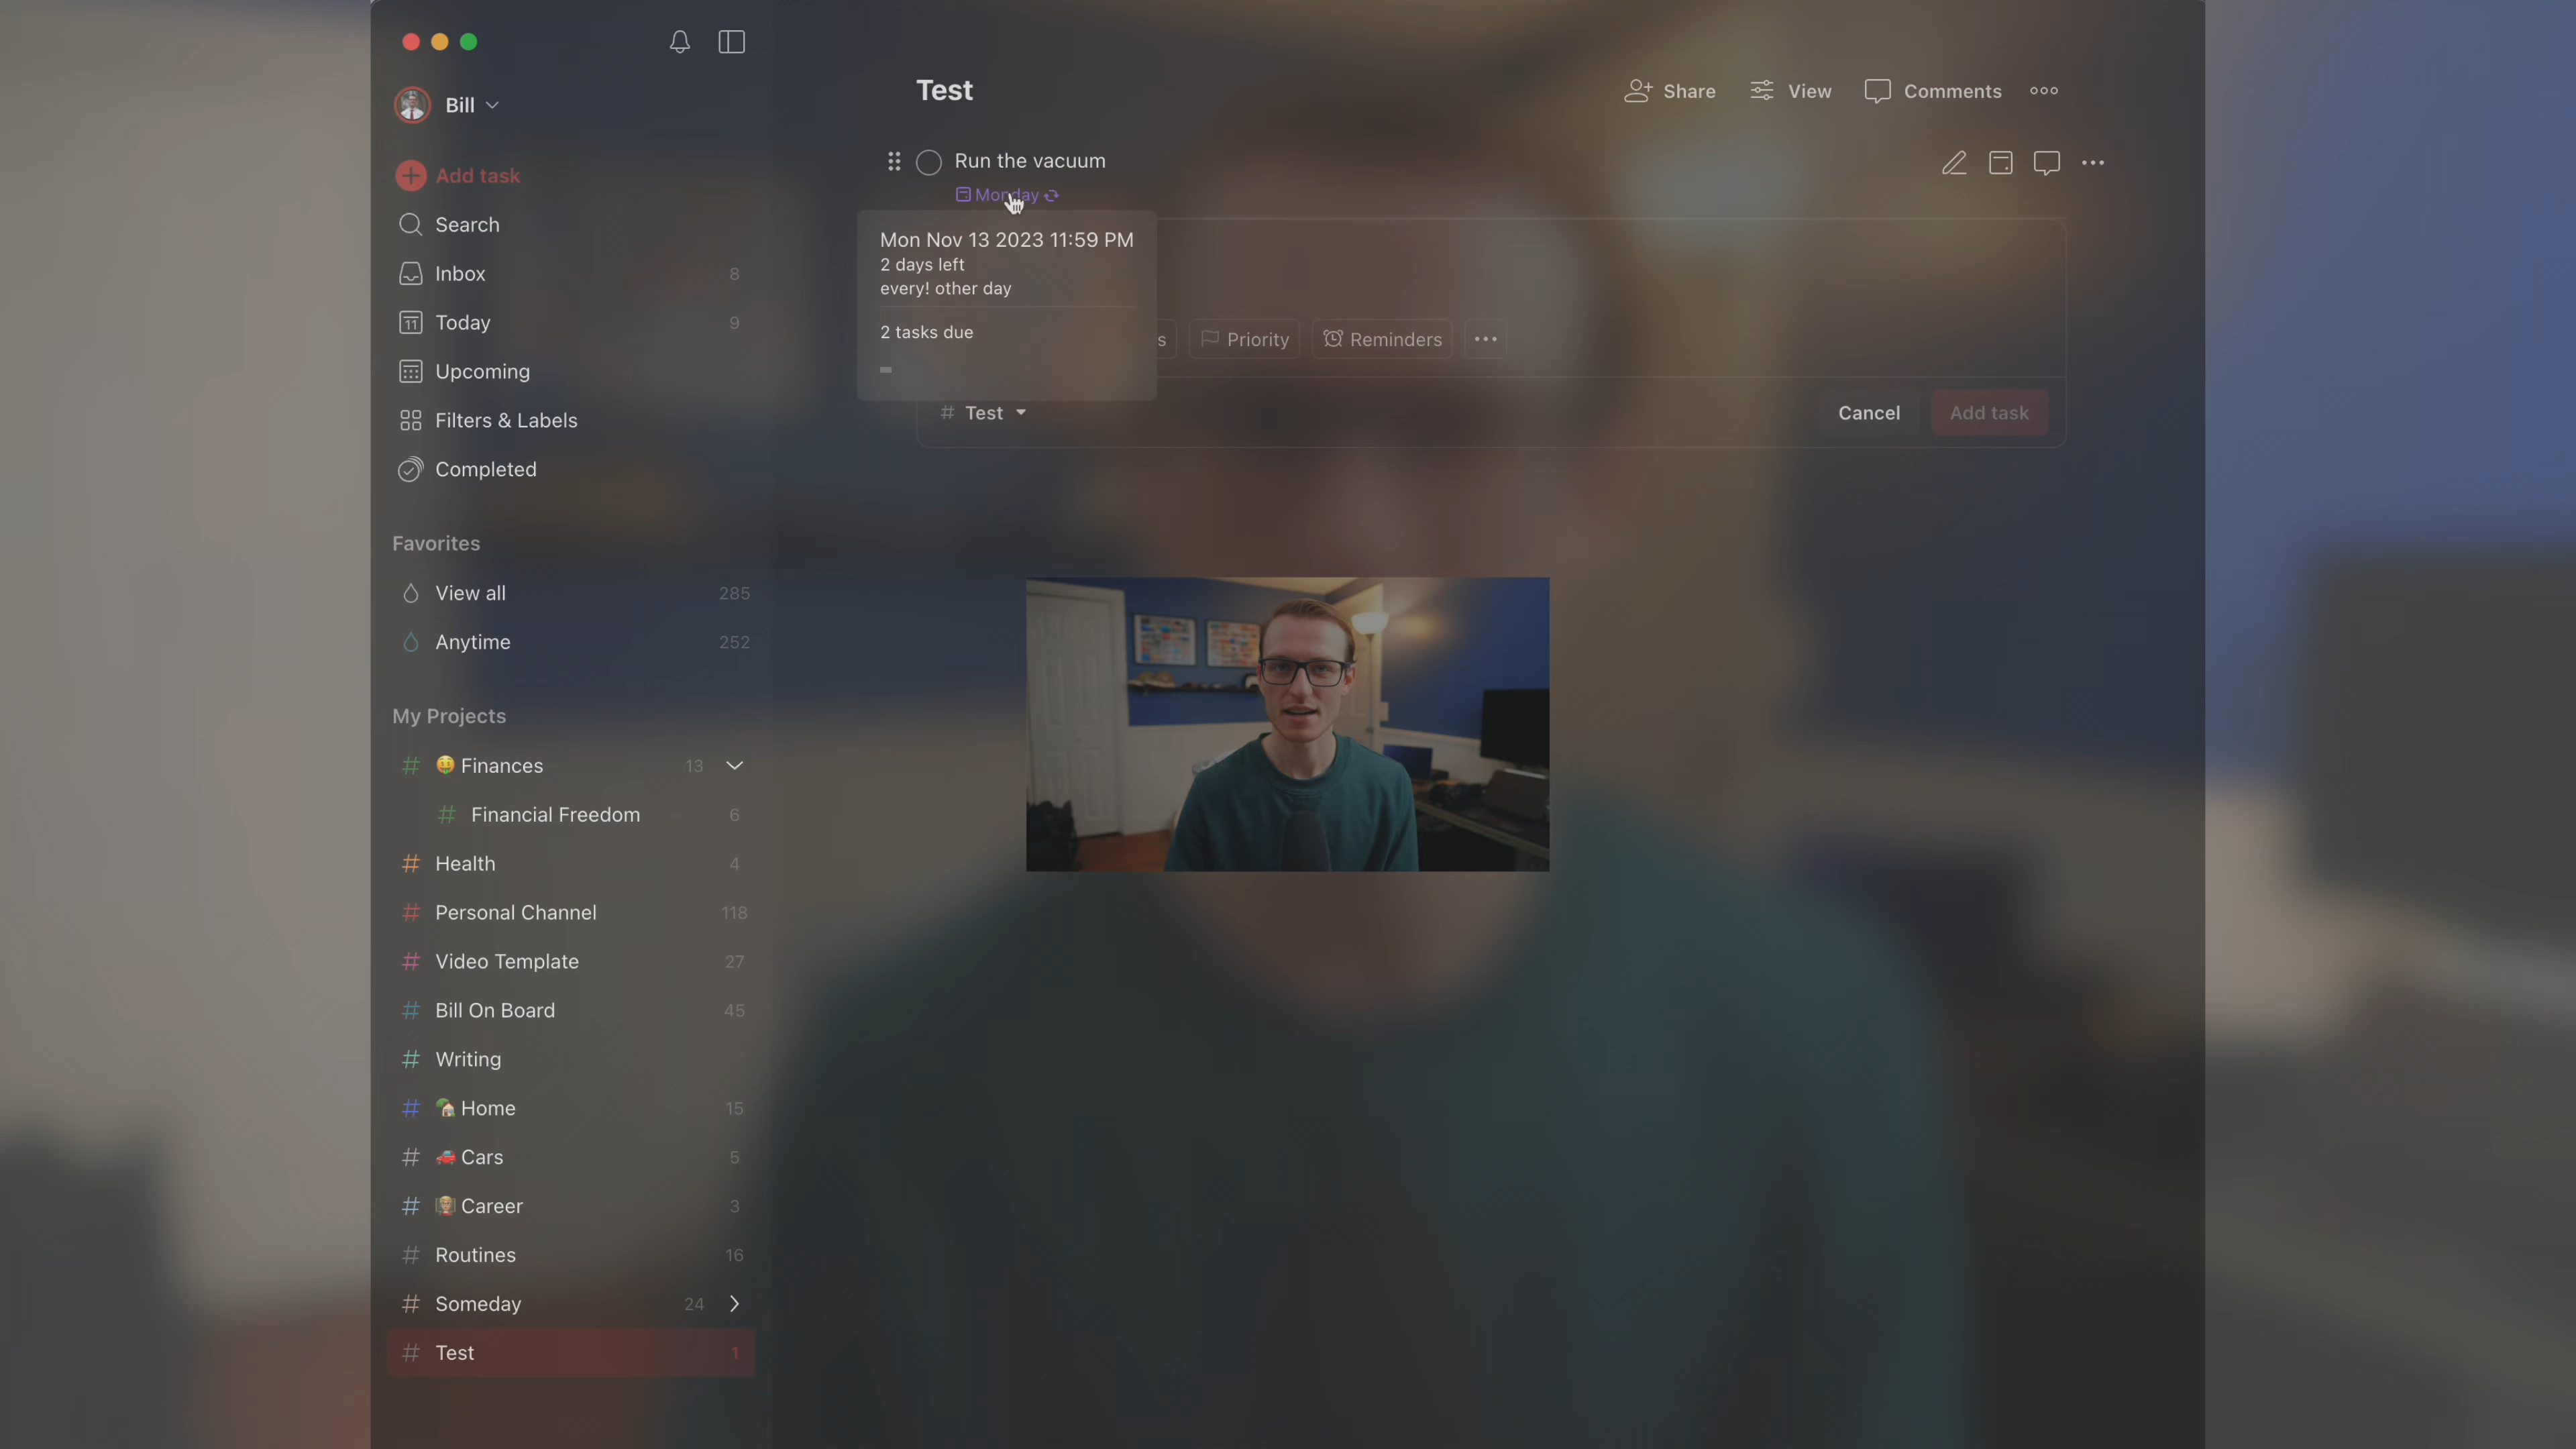 Bill
Add task
Search
Inbox 8
11 Today 9
Upcoming
Filters & Labels
Completed
Favorites
View all 285
Anytime 252
My Projects
# 🤑 Finances 13
# Financial Freedom 6
# Health 4
# Personal Channel 118
# Video Template 27
# Bill On Board 45
# Writing
# 🏡 Home 15
# 🚗 Cars 5
# 👨🏼‍🏫 Career 3
# Routines 16
# Someday 24
# Test 1
Test
Share View Comments
Run the vacuum
Monday
Mon Nov 13 2023 11:59 PM
2 days left
every! other day
2 tasks due
s Priority Reminders
# Test Cancel Add task